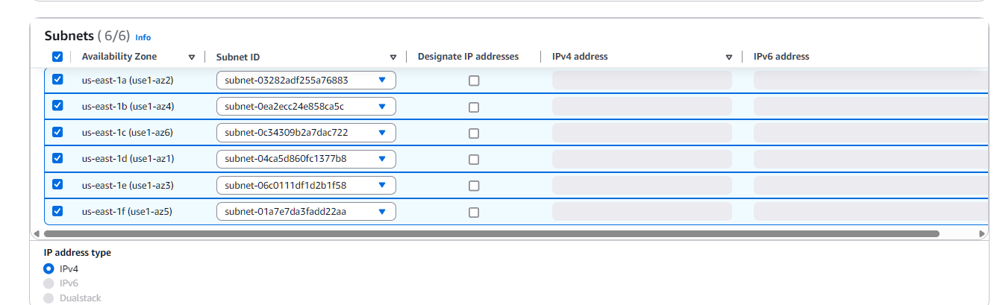 Subnets ( 6/6) Info
Availability Zone Subnet ID Designate IP addresses IPv4 address IPv6 address
us-east-1a (use1-az2) subnet-03282adf255a76883
us-east-1b (use1-az4) subnet-0ea2ecc24e858ca5c
us-east-1c (use1-az6) subnet-0c34309b2a7dac722
us-east-1d (use1-az1) subnet-04ca5d860fc1377b8
us-east-1e (use1-az3) subnet-06c0111df1d2b1f58
us-east-1f (use1-az5) subnet-01a7e7da3fadd22aa
IP address type
IPv4
IPv6
Dualstack